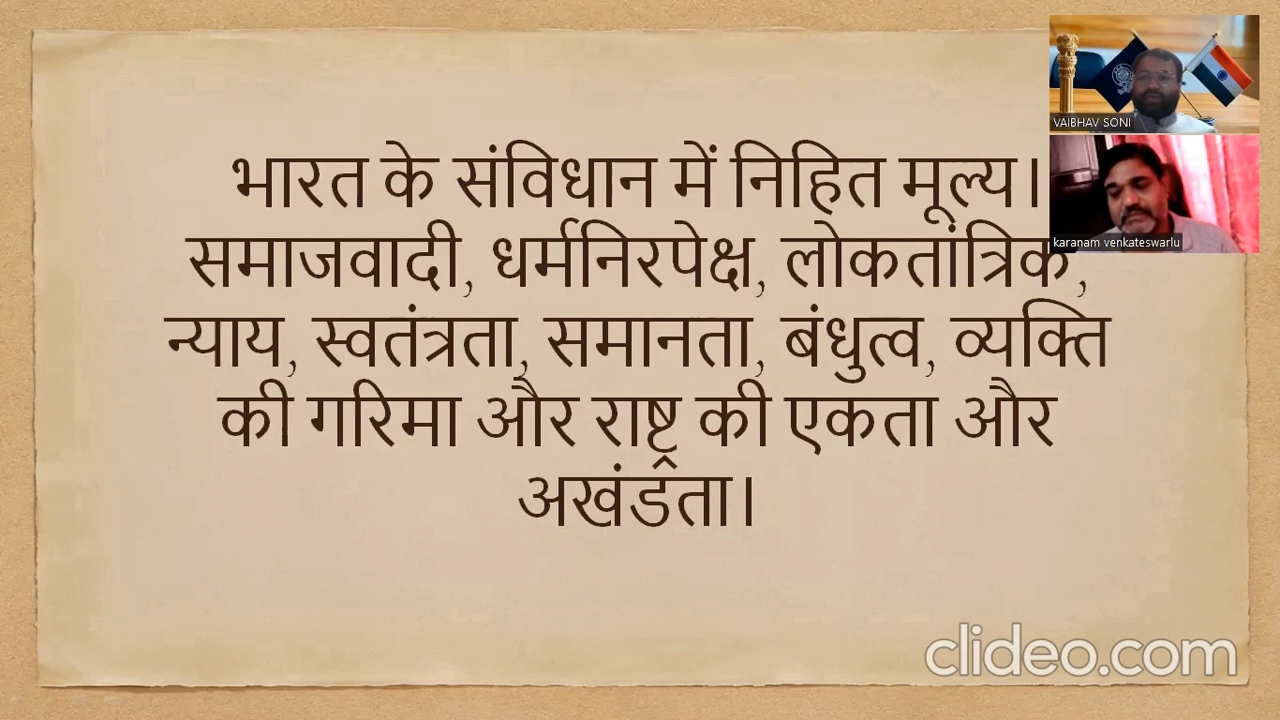 भारत के संविधान में निहित मूल्य।
समाजवादी, धर्मनिरपेक्ष, लोकतांत्रिक,
न्याय, स्वतंत्रता, समानता, बंधुत्व, व्यक्ति
की गरिमा और राष्ट्र की एकता और
अखंडता।
VAIBHAV SONI
karanam venkateswarlu
clideo.com